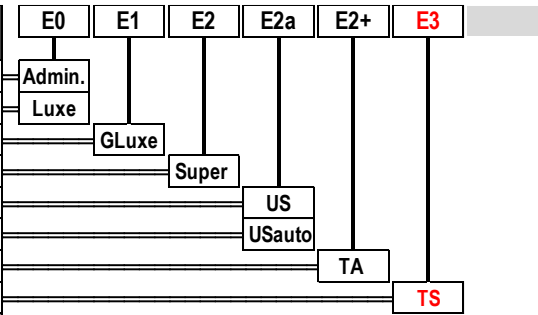 E0 E1 E2 E2a E2+ E3
Admin.
Luxe
GLuxe
Super
US
USauto
TA
TS